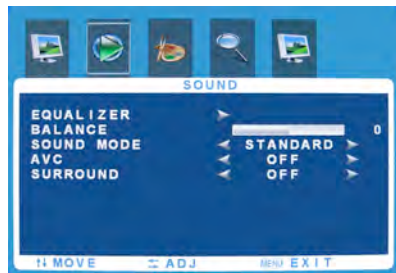 SOUND
EQUALIZER
BALANCE 0
SOUND MODE STANDARD
AVC OFF
SURROUND OFF
MOVE ADJ MENU EXIT